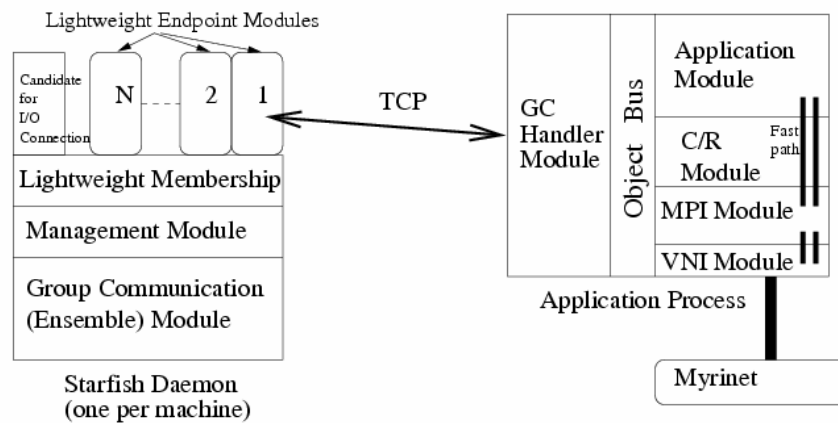 Lightweight Endpoint Modules
Candidate
for
I/O
Connection
N
2
1
Lightweight Membership
Management Module
Group Communication
(Ensemble) Module
Starfish Daemon
(one per machine)
TCP
GC
Handler
Module
Object Bus
Application
Module
C/R
Module
Fast
path
MPI Module
VNI Module
Application Process
Myrinet